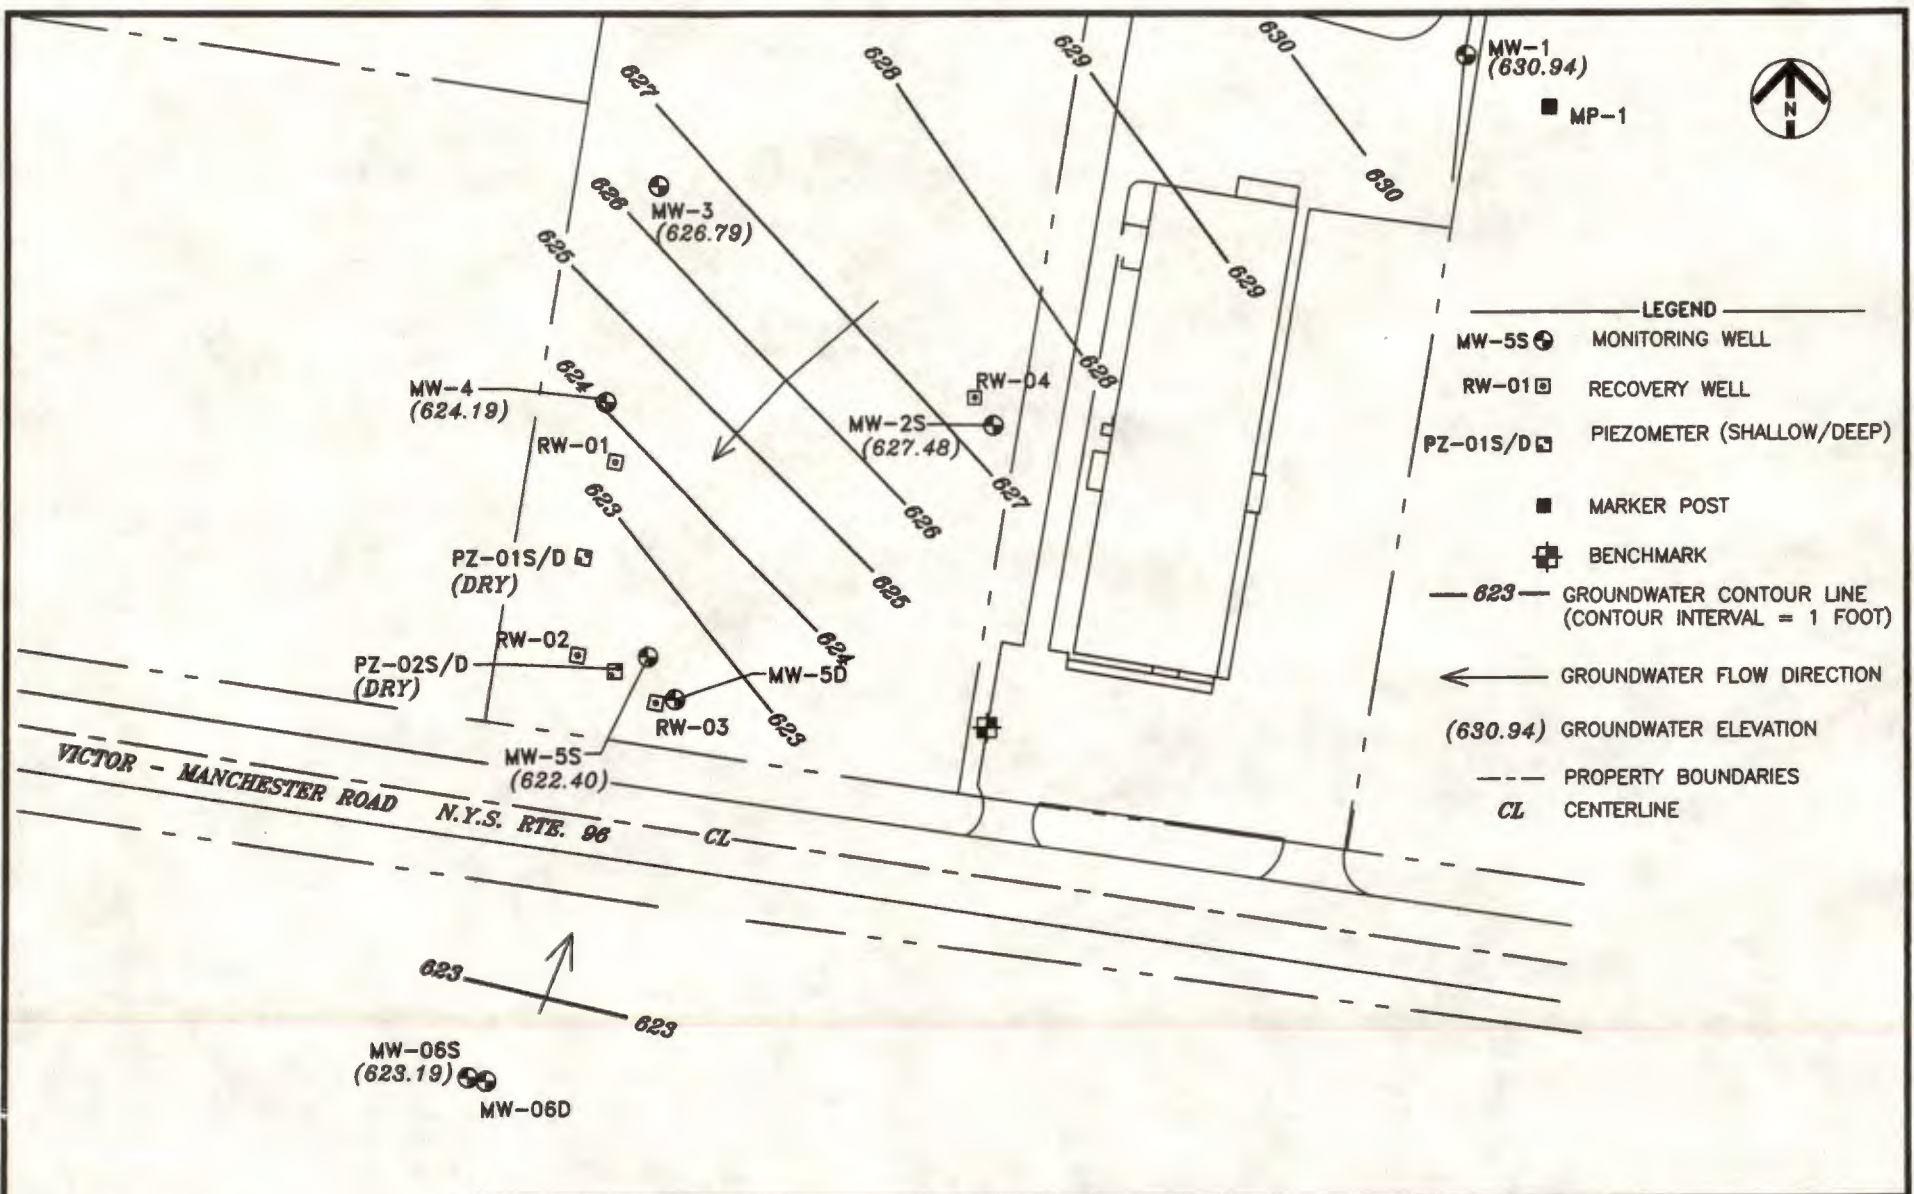 627
628
629
630
MW-1
(630.94)
MP-1
N
630
MW-3
(626.79)
626
625
629
LEGEND
MW-5S MONITORING WELL
RW-01 RECOVERY WELL
PZ-01S/D PIEZOMETER (SHALLOW/DEEP)
MARKER POST
BENCHMARK
623 GROUNDWATER CONTOUR LINE
(CONTOUR INTERVAL = 1 FOOT)
GROUNDWATER FLOW DIRECTION
(630.94) GROUNDWATER ELEVATION
PROPERTY BOUNDARIES
CL CENTERLINE
624
MW-4
(624.19)
RW-04
628
MW-2S
(627.48)
RW-01
623
627
626
PZ-01S/D
(DRY)
625
RW-02
624
PZ-02S/D
(DRY)
MW-5D
RW-03
623
MW-5S
(622.40)
VICTOR - MANCHESTER ROAD N.Y.S. RTE. 96
CL
623
623
MW-06S
(623.19)
MW-06D